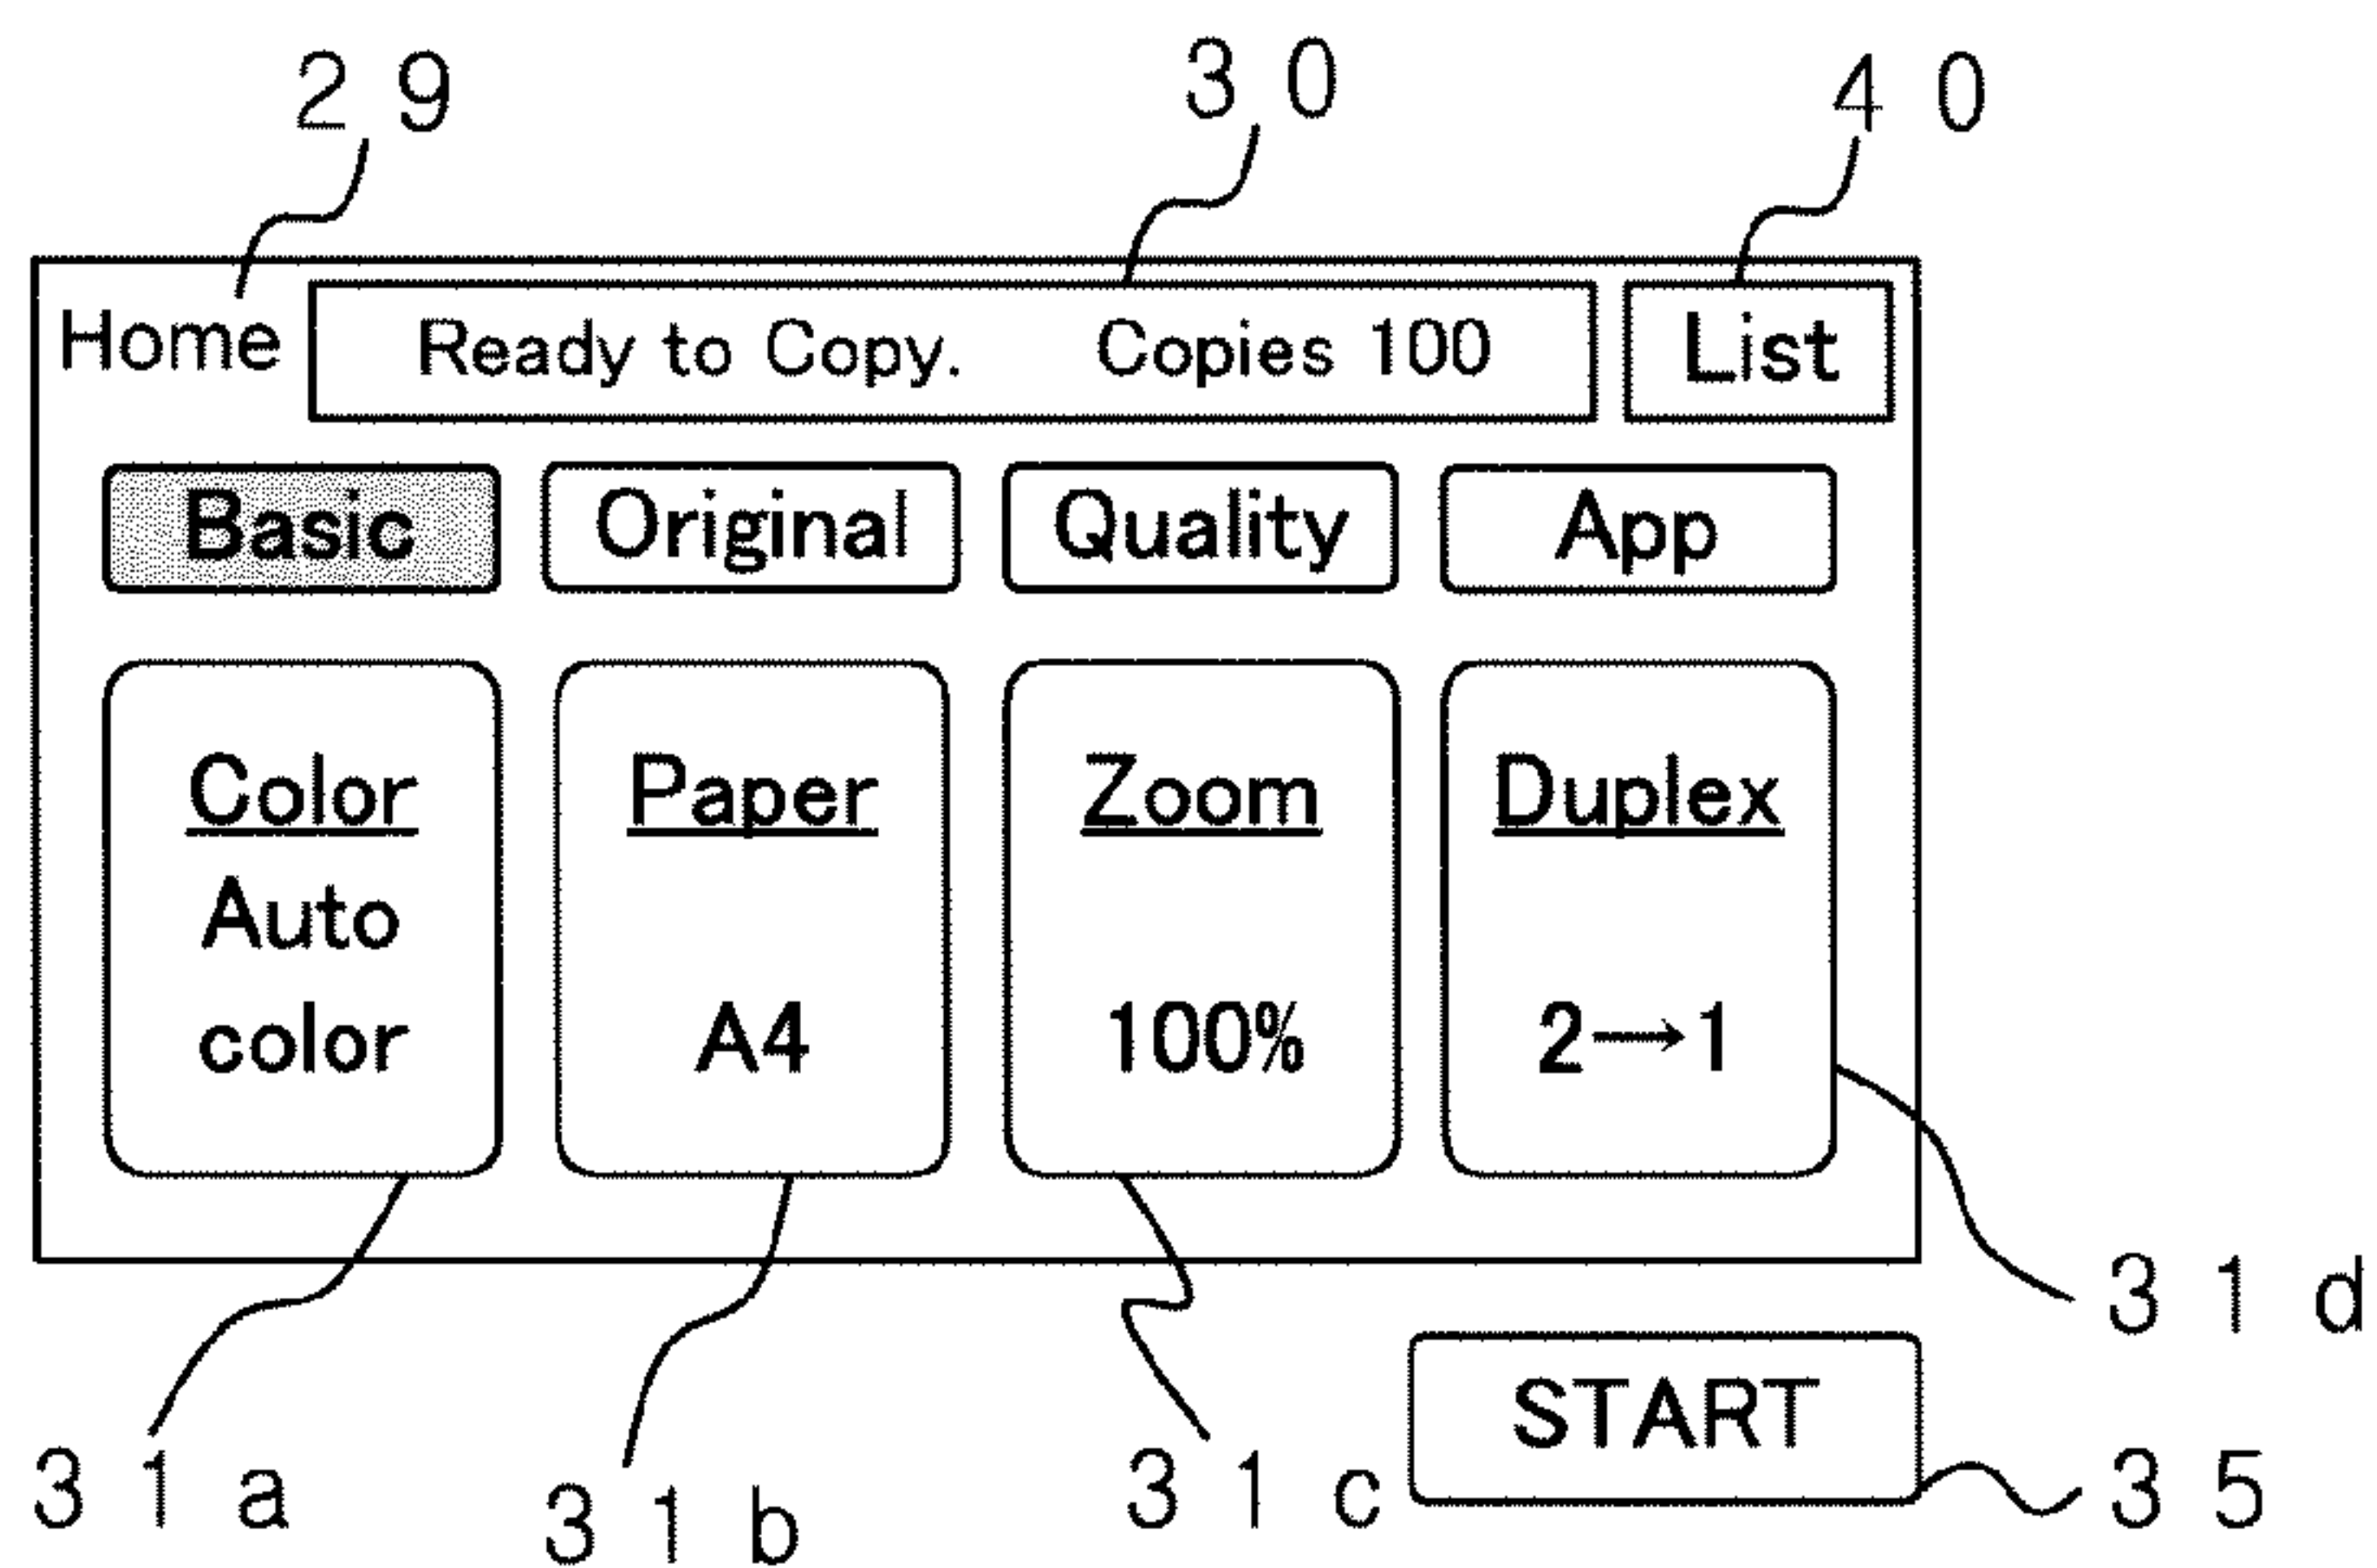 29 30 40
Home Ready to Copy. Copies 100 List
Basic Original Quality App
Color Paper Zoom Duplex
Auto
color A4 100% 2→1
31d
START
31a 31b 31c 35